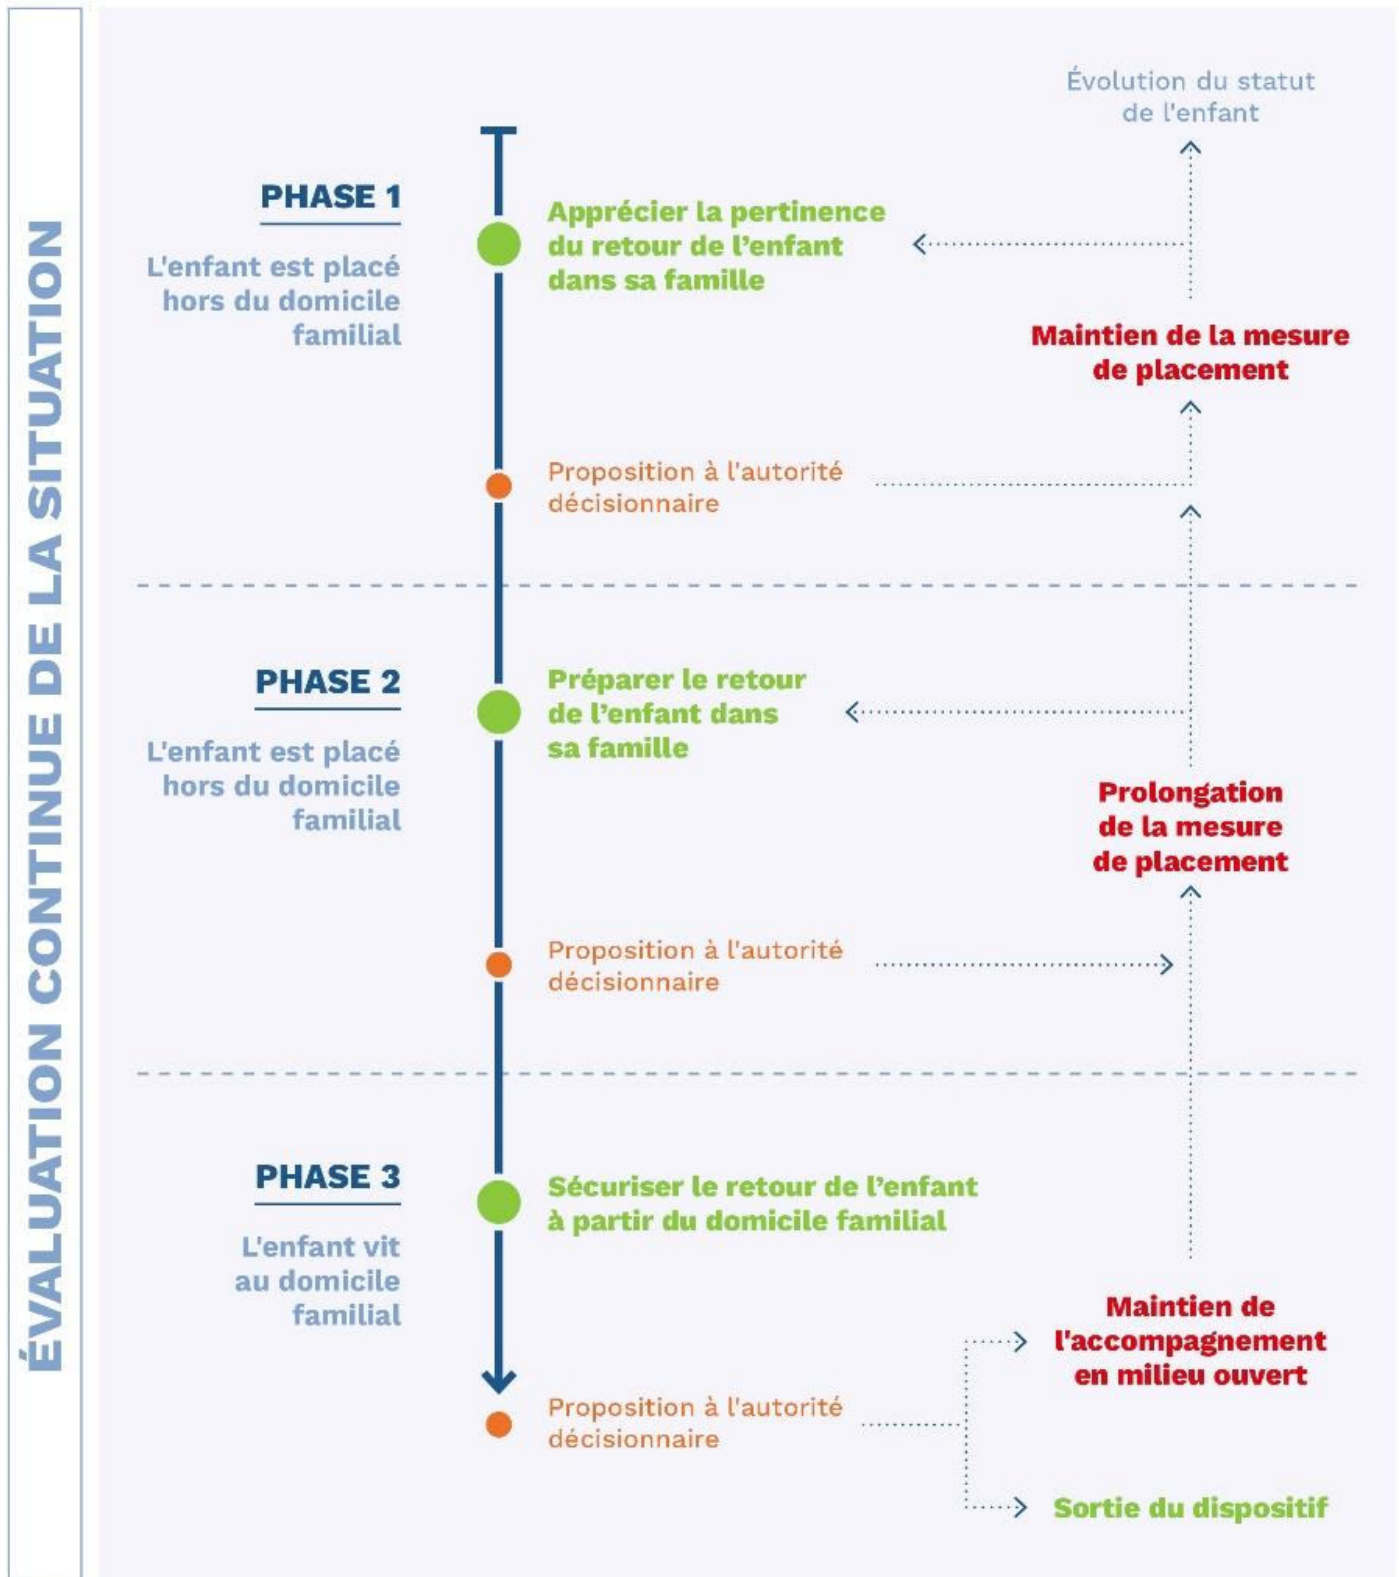 ÉVALUATION CONTINUE DE LA SITUATION
Évolution du statut
de l'enfant
PHASE 1
L'enfant est placé
hors du domicile
familial
Apprécier la pertinence
du retour de l’enfant
dans sa famille
Maintien de la mesure
de placement
Proposition à l'autorité
décisionnaire
PHASE 2
L'enfant est placé
hors du domicile
familial
Préparer le retour
de l’enfant dans
sa famille
Prolongation
de la mesure
de placement
Proposition à l'autorité
décisionnaire
PHASE 3
L'enfant vit
au domicile
familial
Sécuriser le retour de l’enfant
à partir du domicile familial
Maintien de
l'accompagnement
en milieu ouvert
Proposition à l'autorité
décisionnaire
Sortie du dispositif